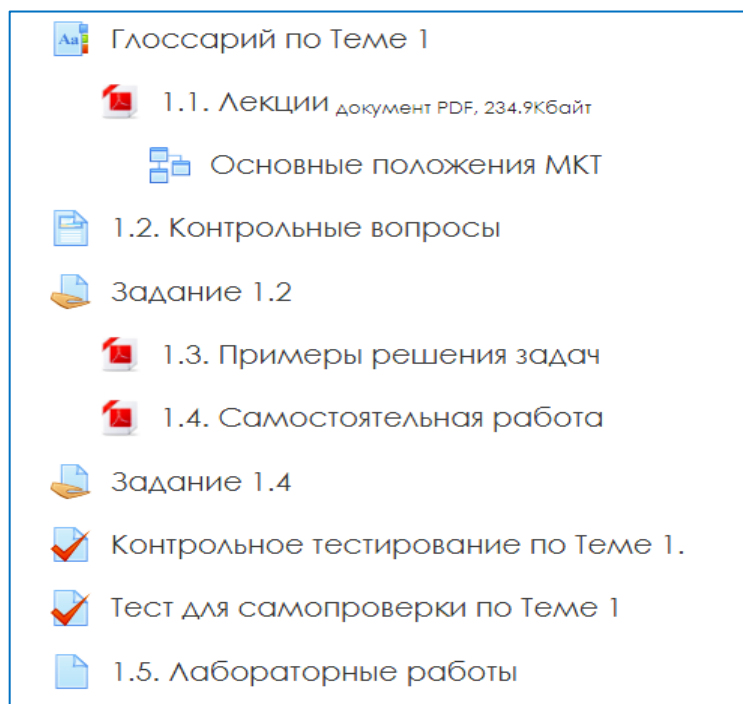 Aa
Глоссарий по Теме 1
1.1. Лекции документ PDF, 234.9Кбайт
Основные положения МКТ
1.2. Контрольные вопросы
Задание 1.2
1.3. Примеры решения задач
1.4. Самостоятельная работа
Задание 1.4
Контрольное тестирование по Теме 1.
Тест для самопроверки по Теме 1
1.5. Лабораторные работы